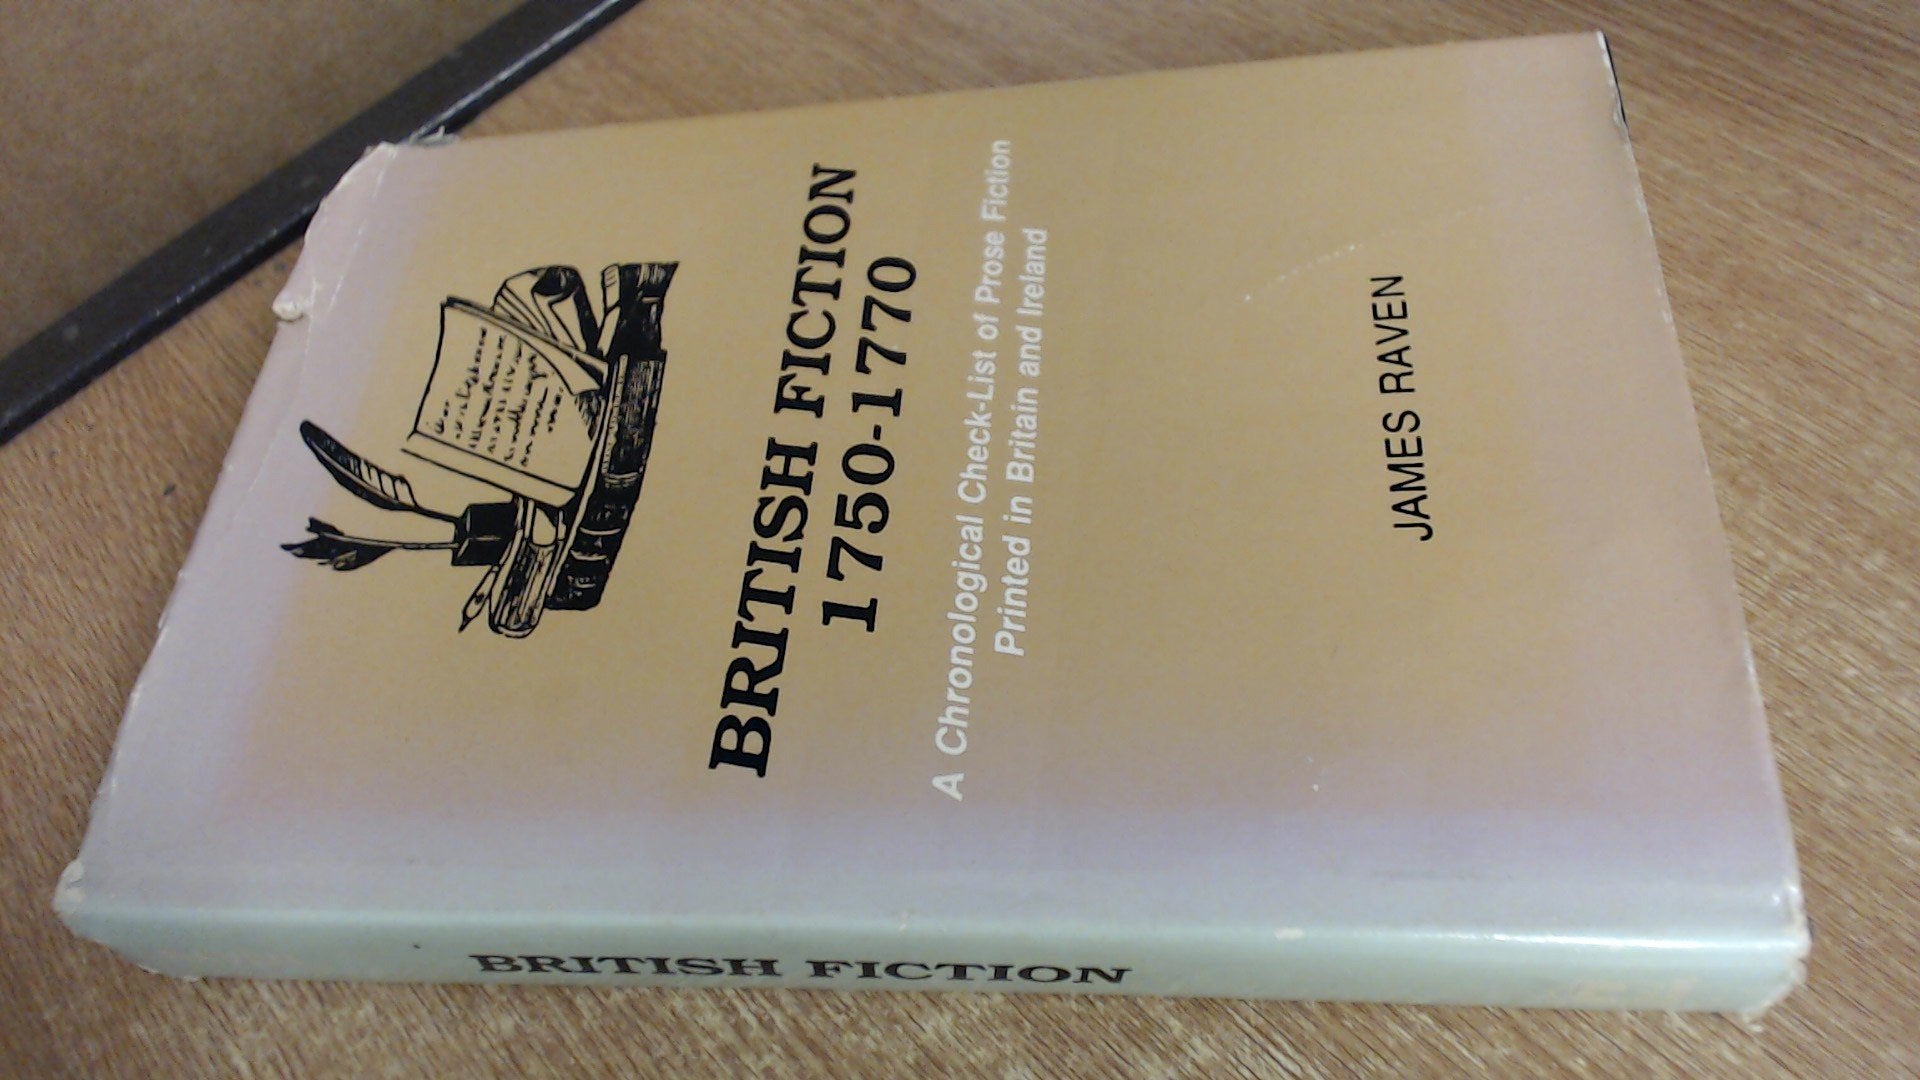 BRITISH FICTION
1750-1770
A Chronological Check-List of Prose Fiction
Printed in Britain and Ireland
JAMES RAVEN
BRITISH FICTION